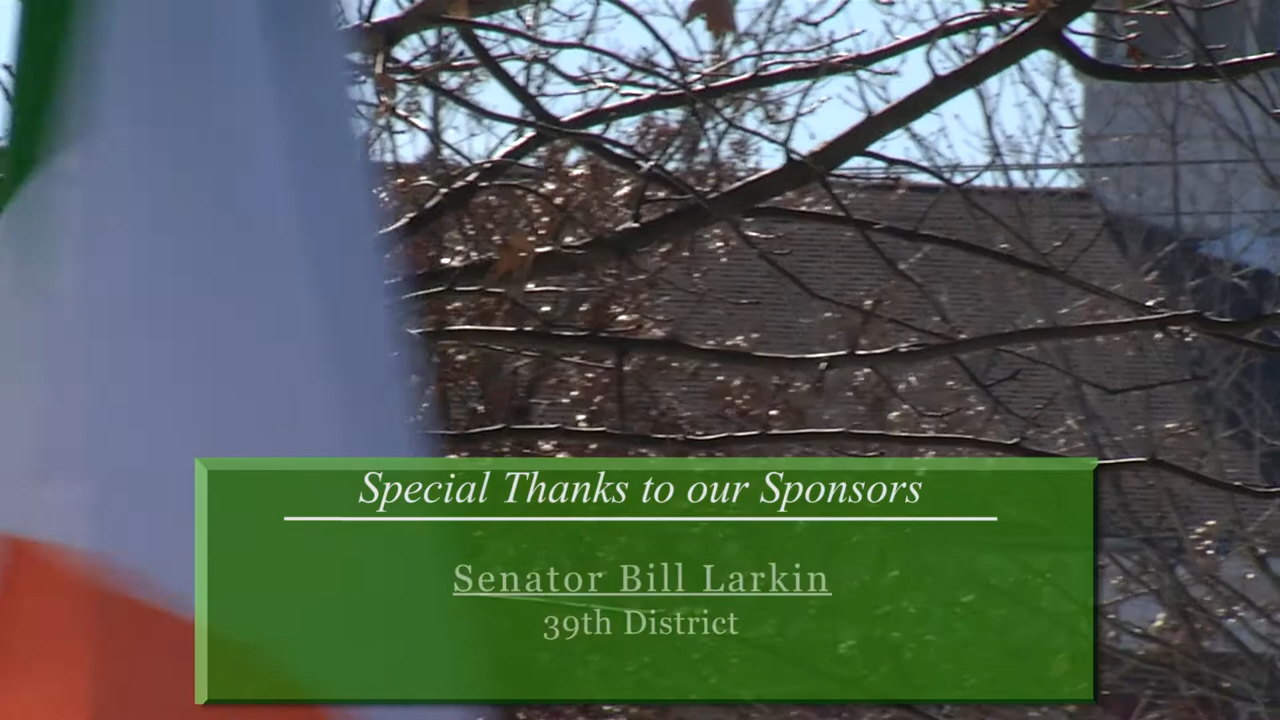 Special Thanks to our Sponsors
Senator Bill Larkin
39th District